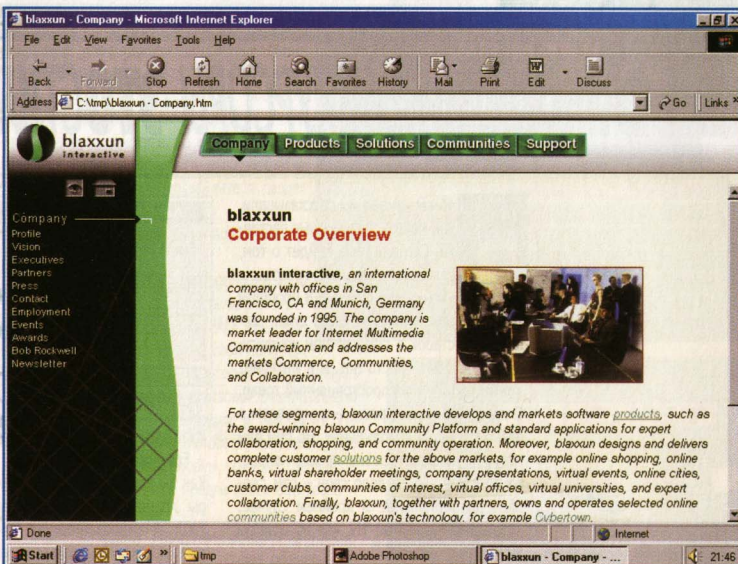 blaxxun - Company - Microsoft Internet Explorer
File Edit View Favorites Tools Help
Back Forward Stop Refresh Home Search Favorites History Mail Print Edit Discuss
Address C:\tmp\blaxxun - Company.htm Go Links »
blaxxun
interactive
Company Products Solutions Communities Support
Company
Profile
Vision
Executives
Partners
Press
Contact
Employment
Events
Awards
Bob Rockwell
Newsletter
blaxxun
Corporate Overview
blaxxun interactive, an international
company with offices in San
Francisco, CA and Munich, Germany
was founded in 1995. The company is
market leader for Internet Multimedia
Communication and addresses the
markets Commerce, Communities,
and Collaboration.
For these segments, blaxxun interactive develops and markets software products, such as
the award-winning blaxxun Community Platform and standard applications for expert
collaboration, shopping, and community operation. Moreover, blaxxun designs and delivers
complete customer solutions for the above markets, for example online shopping, online
banks, virtual shareholder meetings, company presentations, virtual events, online cities,
customer clubs, communities of interest, virtual offices, virtual universities, and expert
collaboration. Finally, blaxxun, together with partners, owns and operates selected online
communities based on blaxxun's technology, for example Cybertown.
Done Internet
Start » tmp Adobe Photoshop blaxxun - Company - ... 21:46